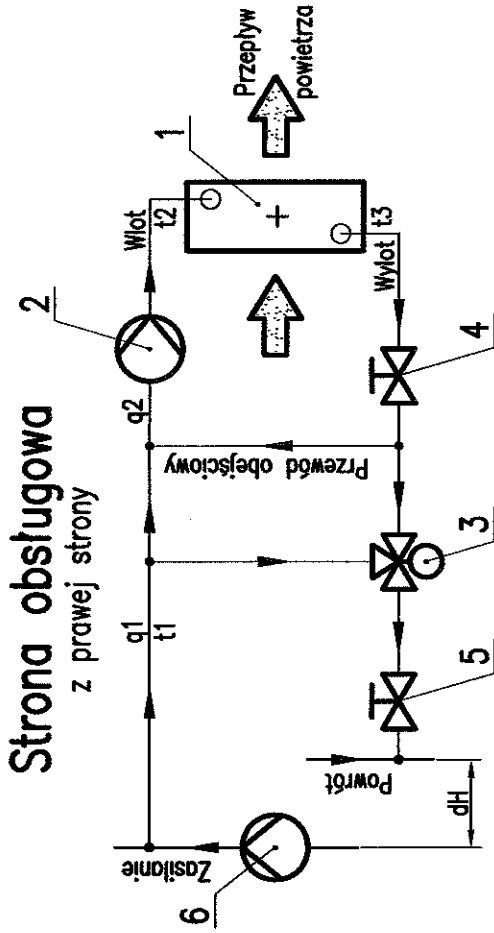 Strona obsługowa
z prawej strony
1
Przepływ
powietrza
2
Wlot
t2
q2
q1
t1
Zasilanie
6
Przewód obejściowy
t3
Wylot
4
3
5
Powrót
dH